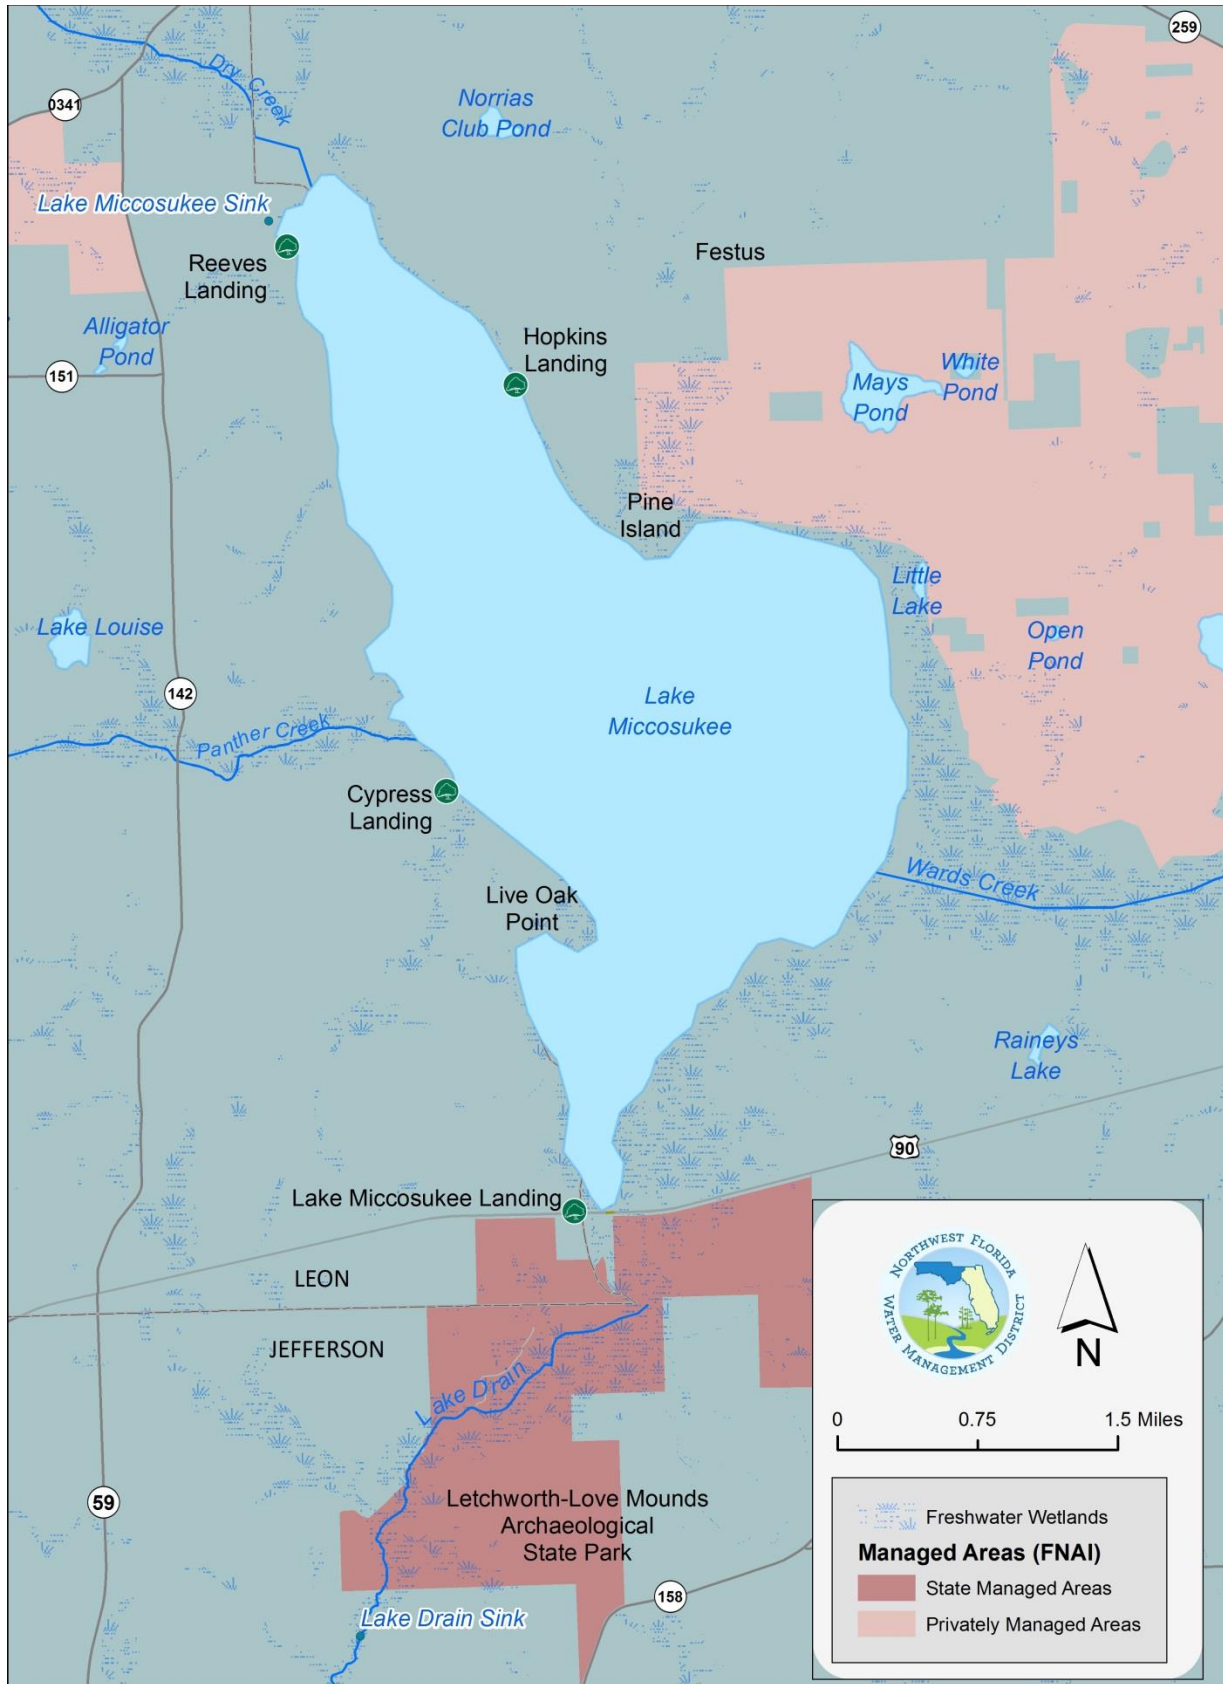 259
Dry Creek
0341
Norrias
Club Pond
Lake Miccosukee Sink
Reeves
Landing
Festus
Alligator
Pond
151
Hopkins
Landing
White
Pond
Mays
Pond
Pine
Island
Little
Lake
Lake Louise
Open
Pond
142
Lake
Miccosukee
Panther Creek
Cypress
Landing
Wards Creek
Live Oak
Point
Raineys
Lake
90
Lake Miccosukee Landing
LEON
JEFFERSON
Lake Drain
59
Letchworth-Love Mounds
Archaeological
State Park
158
Lake Drain Sink
NORTHWEST FLORIDA
WATER MANAGEMENT DISTRICT
N
0 0.75 1.5 Miles
Freshwater Wetlands
Managed Areas (FNAI)
State Managed Areas
Privately Managed Areas